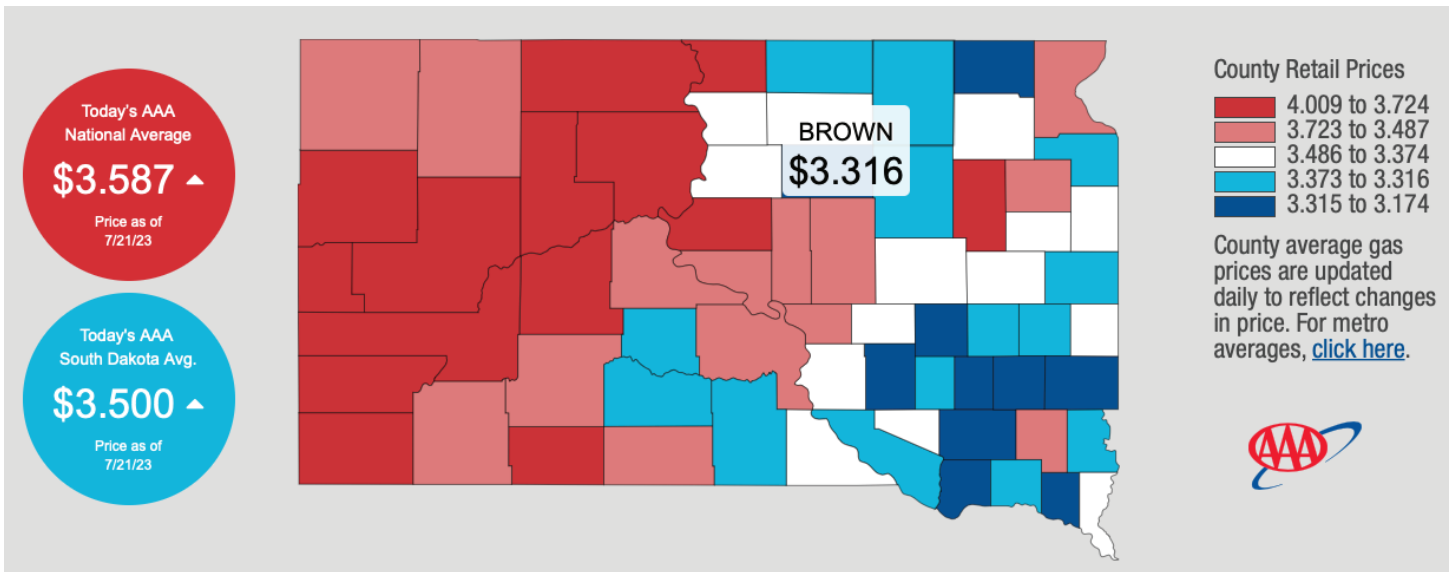 Today's AAA
National Average
$3.587
Price as of
7/21/23
Today's AAA
South Dakota Avg.
$3.500
Price as of
7/21/23
BROWN
$3.316
County Retail Prices
4.009 to 3.724
3.723 to 3.487
3.486 to 3.374
3.373 to 3.316
3.315 to 3.174
County average gas
prices are updated
daily to reflect changes
in price. For metro
averages, click here.
AAA